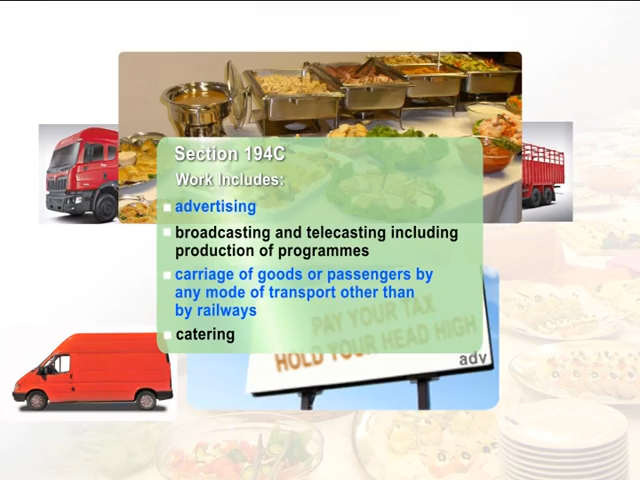 Section 194C
Work Includes:
advertising
broadcasting and telecasting including
production of programmes
carriage of goods or passengers by
any mode of transport other than
by railways
catering
PAY YOUR TAX
HOLD YOUR HEAD HIGH
adv